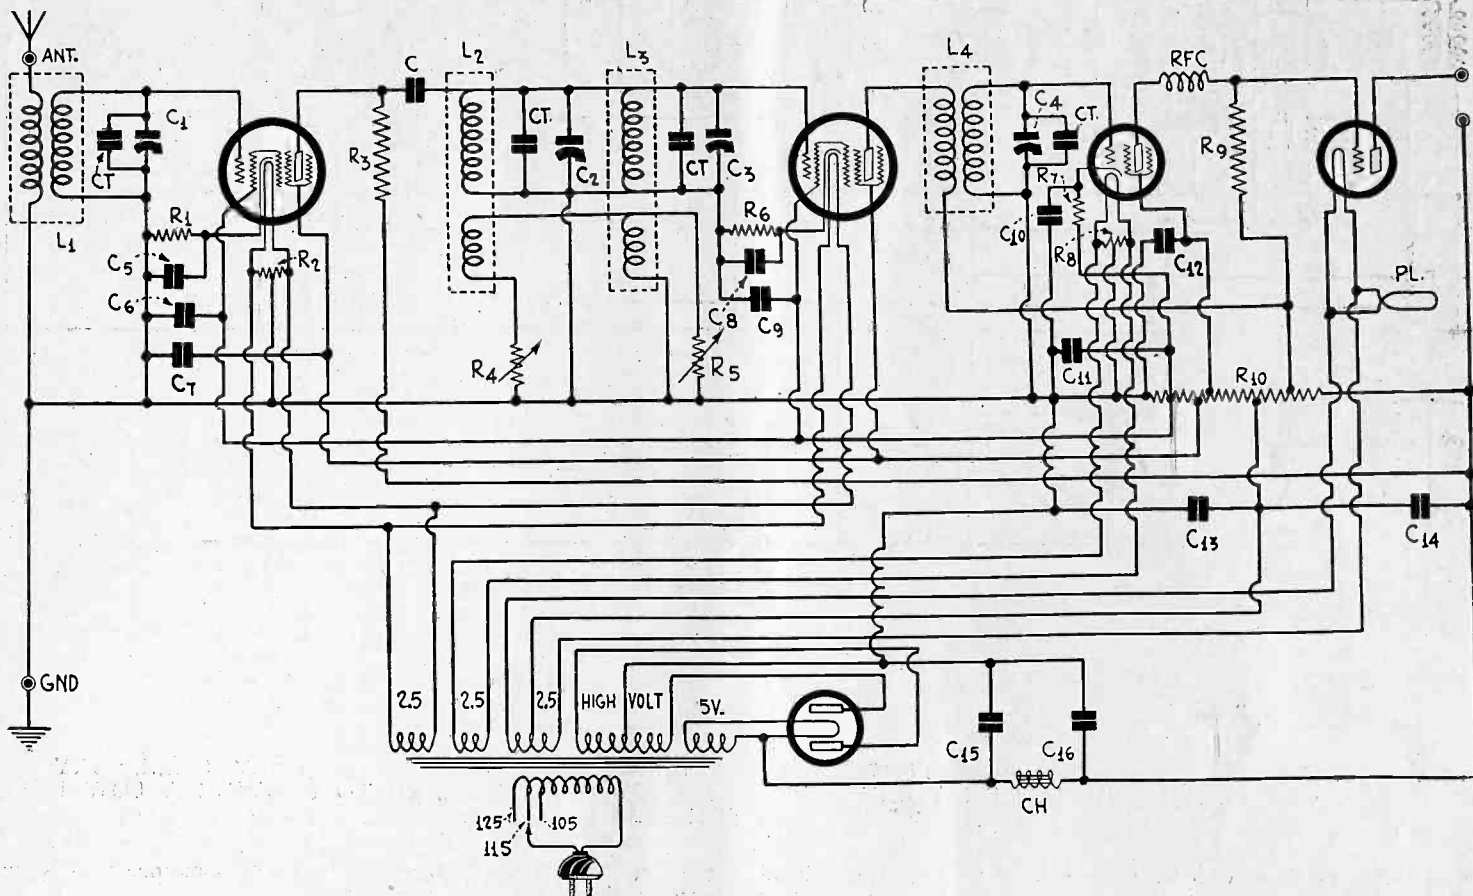 ANT.
L1
C1
CT
R1
C5
C6
C7
R2
R3
C
L2
CT.
C2
L3
CT
C3
R4
R5
R6
C8
C9
L4
C4
CT.
R7
C10
R8
C12
C11
RFC
R9
R10
PL.
C13
C14
GND
2.5
2.5
2.5
HIGH VOLT
5V.
C15
C16
CH
125
115
105